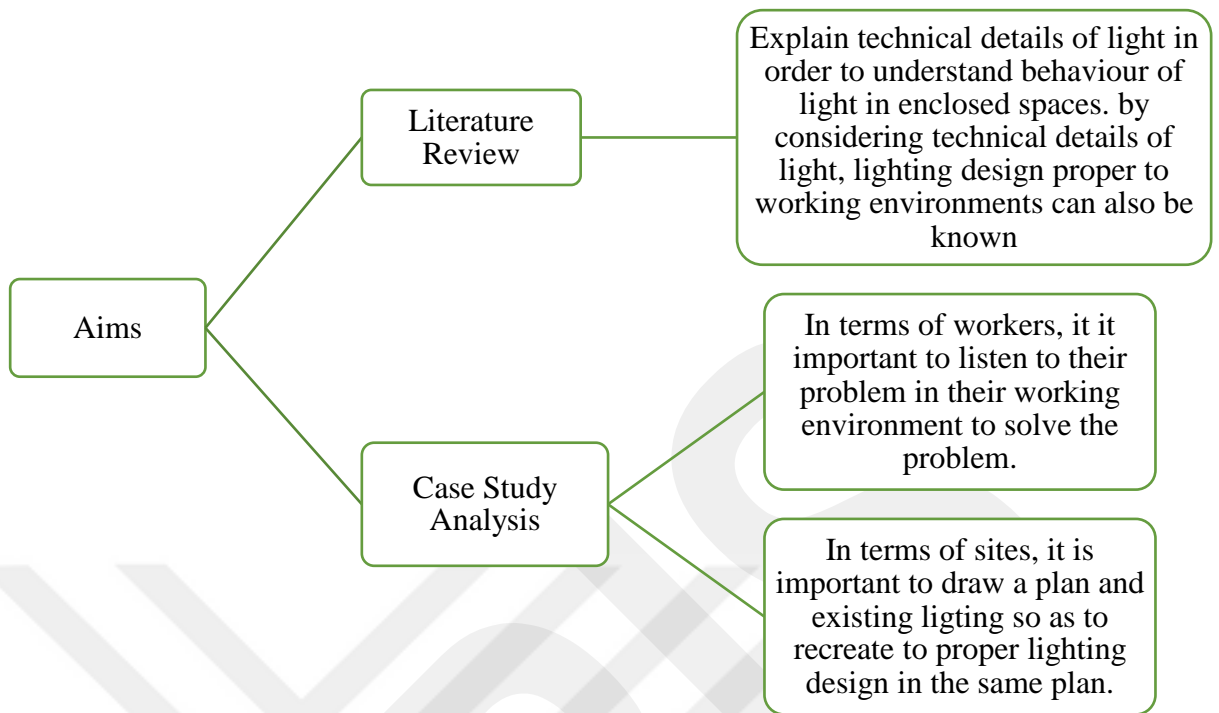 Aims
Literature
Review
Explain technical details of light in
order to understand behaviour of
light in enclosed spaces. by
considering technical details of
light, lighting design proper to
working environments can also be
known
Case Study
Analysis
In terms of workers, it it
important to listen to their
problem in their working
environment to solve the
problem.
In terms of sites, it is
important to draw a plan and
existing ligting so as to
recreate to proper lighting
design in the same plan.